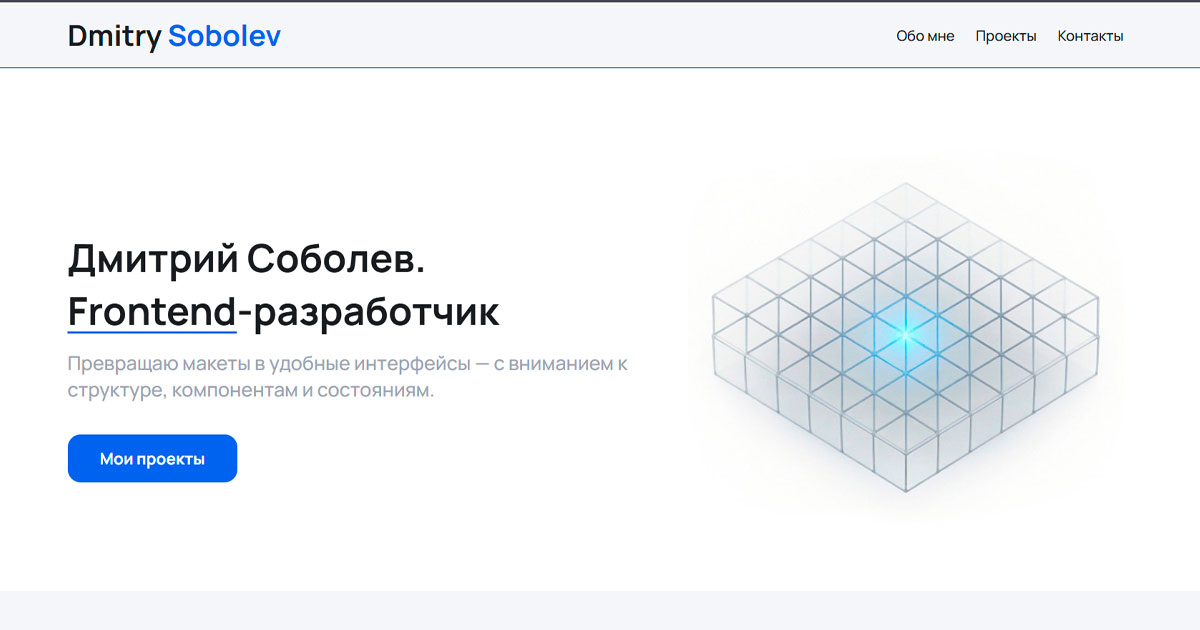 Dmitry Sobolev
Обо мне Проекты Контакты
Дмитрий Соболев.
Frontend-разработчик
Превращаю макеты в удобные интерфейсы — с вниманием к
структуре, компонентам и состояниям.
Мои проекты